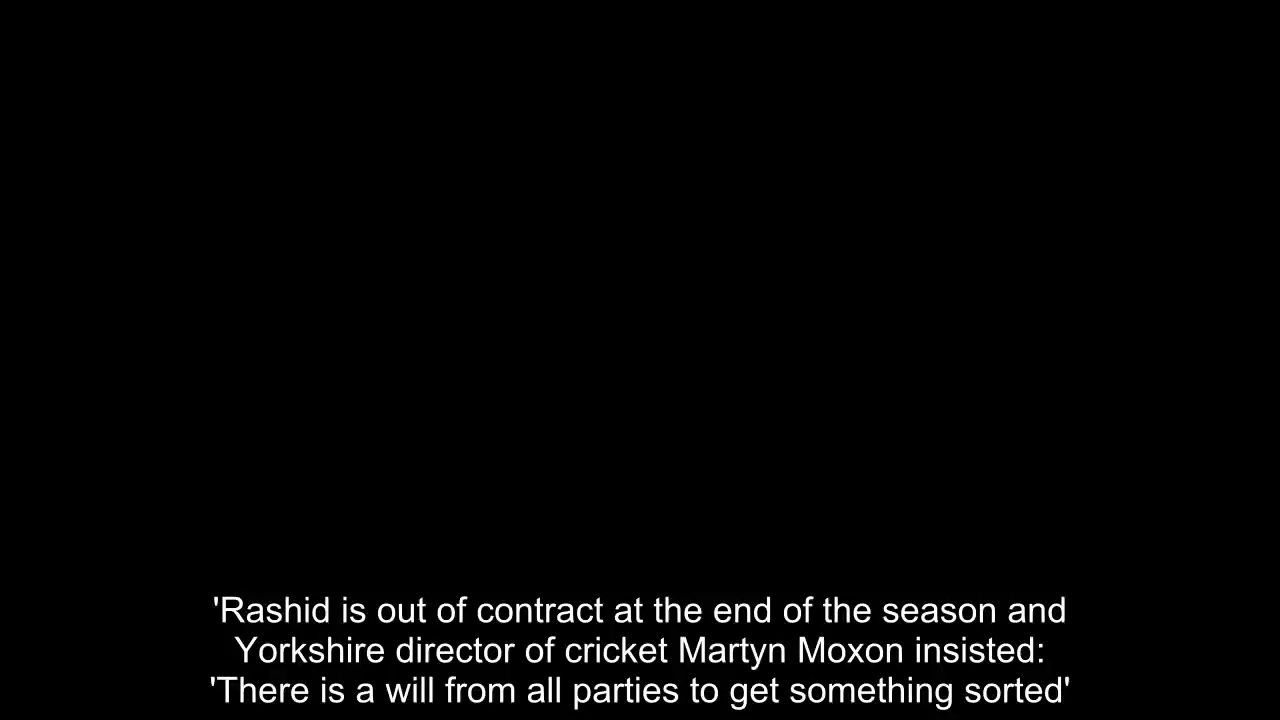 'Rashid is out of contract at the end of the season and
Yorkshire director of cricket Martyn Moxon insisted:
'There is a will from all parties to get something sorted'